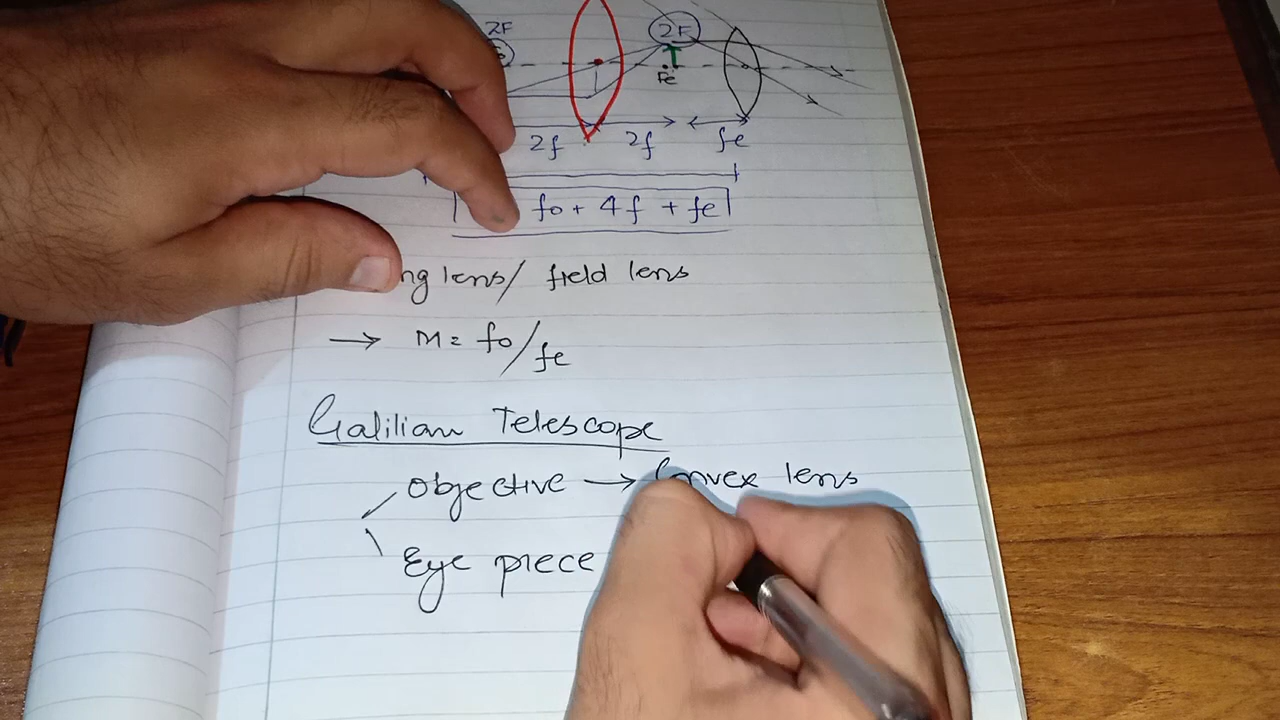 2F 2F
Fe
2f 2f fe
fo + 4f + fe
ng lens/ field lens
→ M = fo/fe
Galilian Telescope
Objective → Convex lens
Eye piece